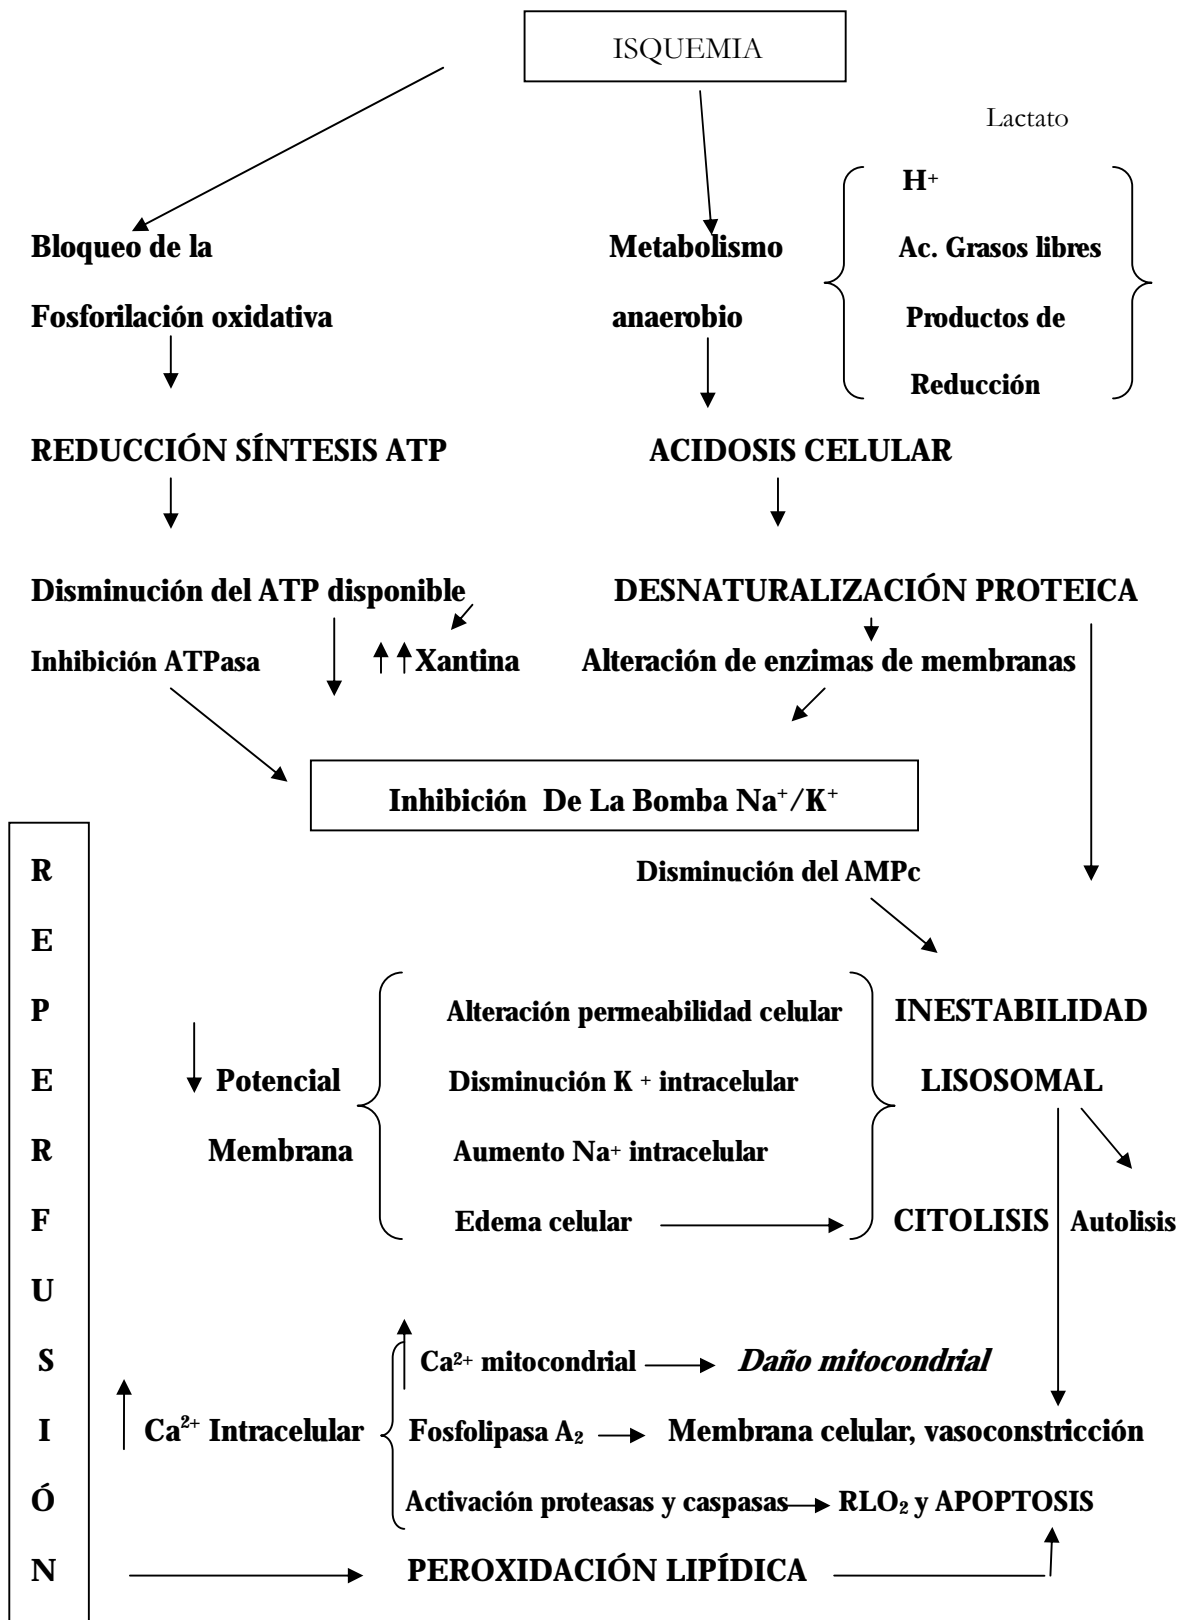 ISQUEMIA
Lactato
H⁺
Bloqueo de la
Metabolismo
Ac. Grasos libres
Fosforilación oxidativa
anaerobio
Productos de
Reducción
REDUCCIÓN SÍNTESIS ATP
ACIDOSIS CELULAR
Disminución del ATP disponible
DESNATURALIZACIÓN PROTEICA
Inhibición ATPasa
↑↑Xantina
Alteración de enzimas de membranas
Inhibición De La Bomba Na⁺/K⁺
R
E
P
E
R
F
U
S
I
Ó
N
Disminución del AMPc
Alteración permeabilidad celular
INESTABILIDAD
↓ Potencial
Disminución K + intracelular
LISOSOMAL
Membrana
Aumento Na⁺ intracelular
Edema celular
CITOLISIS
Autolisis
↑ Ca²⁺ mitocondrial
Daño mitocondrial
↑ Ca²⁺ Intracelular
Fosfolipasa A₂
Membrana celular, vasoconstricción
Activación proteasas y caspasas
RLO₂ y APOPTOSIS
PEROXIDACIÓN LIPÍDICA